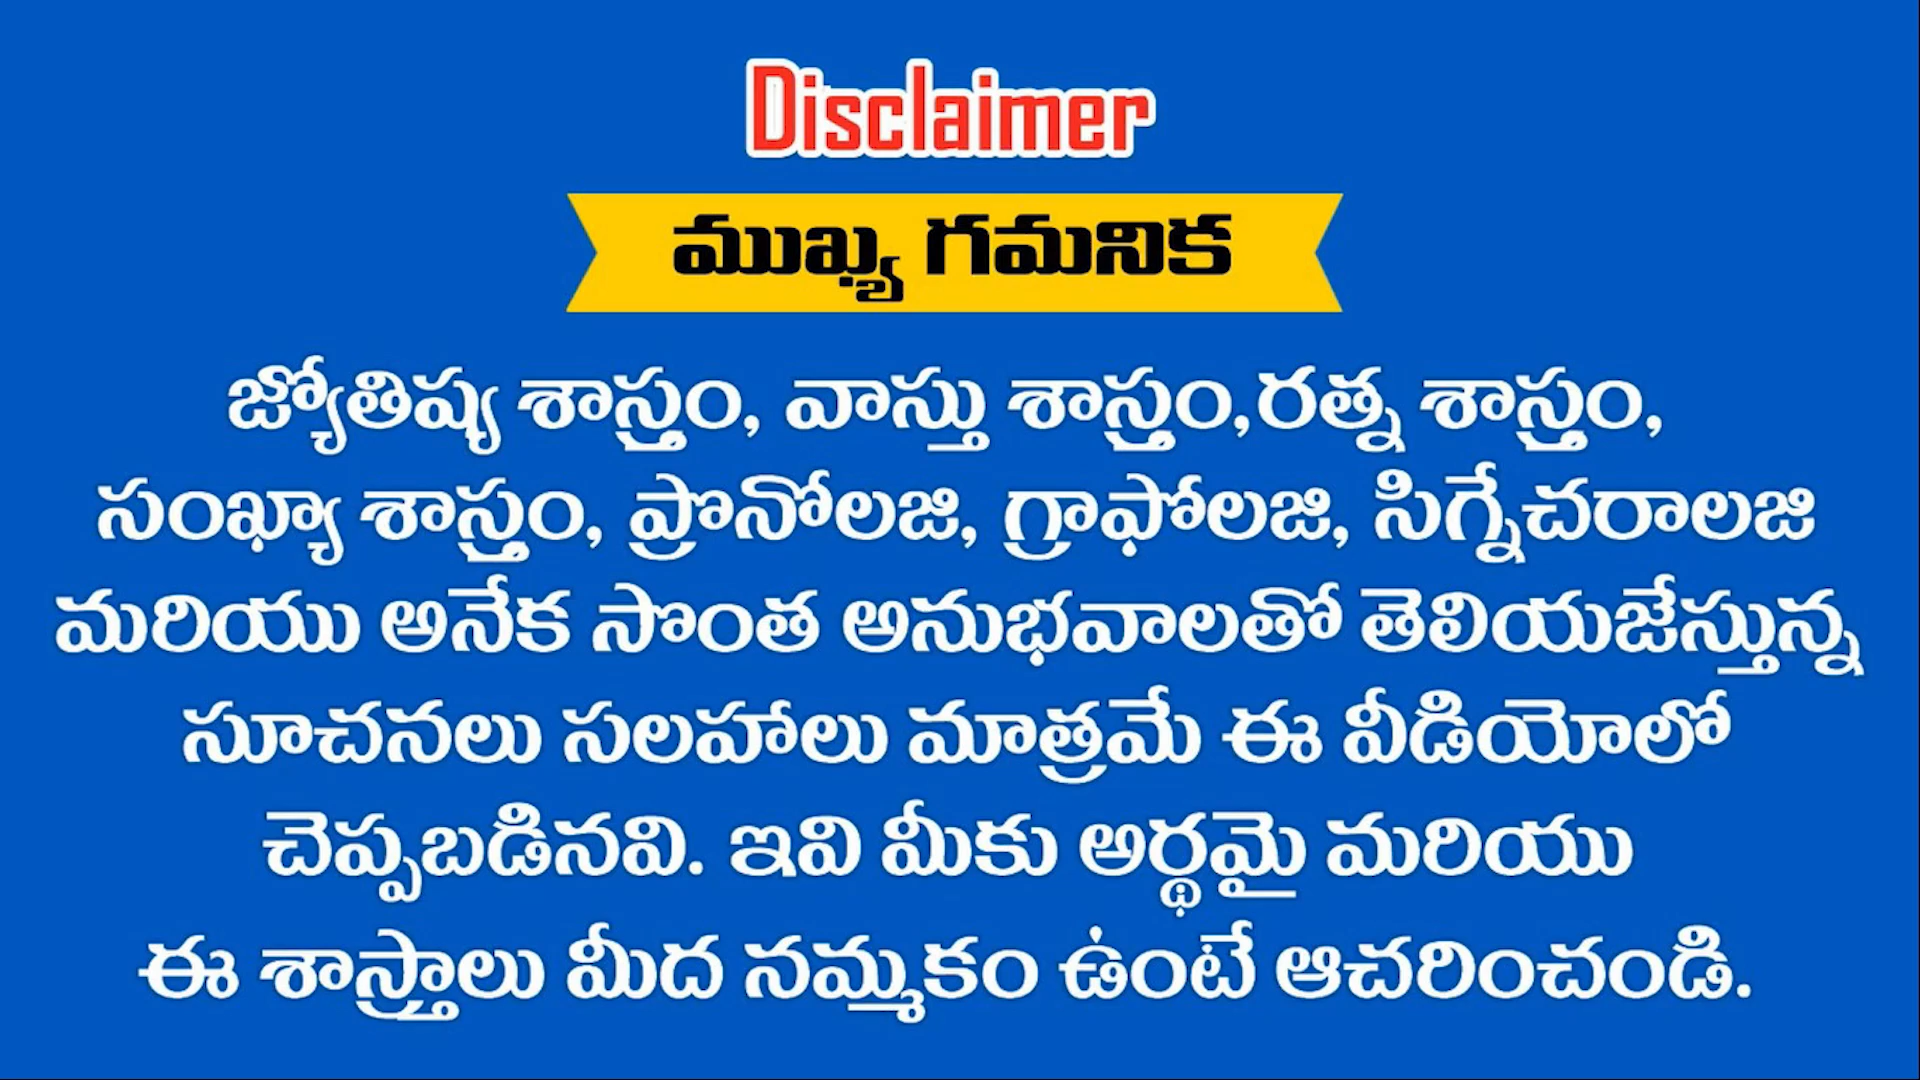 Disclaimer
ముఖ్య గమనిక
జ్యోతిష్య శాస్త్రం, వాస్తు శాస్త్రం,రత్న శాస్త్రం,
సంఖ్యా శాస్త్రం, ప్రొనోలజి, గ్రాఫోలజి, సిగ్నేచరాలజి
మరియు అనేక సొంత అనుభవాలతో తెలియజేస్తున్న
సూచనలు సలహాలు మాత్రమే ఈ వీడియోలో
చెప్పబడినవి. ఇవి మీకు అర్థమై మరియు
ఈ శాస్త్రాలు మీద నమ్మకం ఉంటే ఆచరించండి.